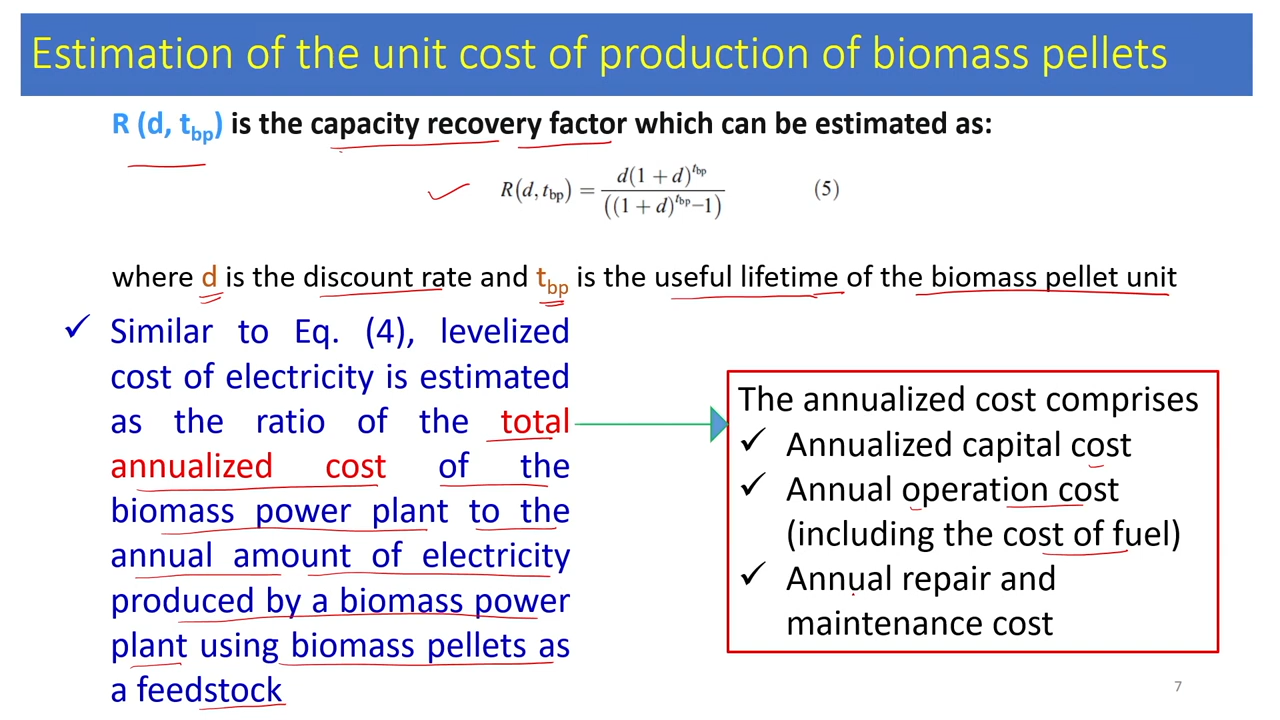 Estimation of the unit cost of production of biomass pellets
R (d, t_bp) is the capacity recovery factor which can be estimated as:
R(d, t_bp) = d(1 + d)^t_bp / ((1 + d)^t_bp − 1) (5)
where d is the discount rate and t_bp is the useful lifetime of the biomass pellet unit
✓ Similar to Eq. (4), levelized
cost of electricity is estimated
as the ratio of the total
annualized cost of the
biomass power plant to the
annual amount of electricity
produced by a biomass power
plant using biomass pellets as
a feedstock
The annualized cost comprises
✓ Annualized capital cost
✓ Annual operation cost
(including the cost of fuel)
✓ Annual repair and
maintenance cost
7